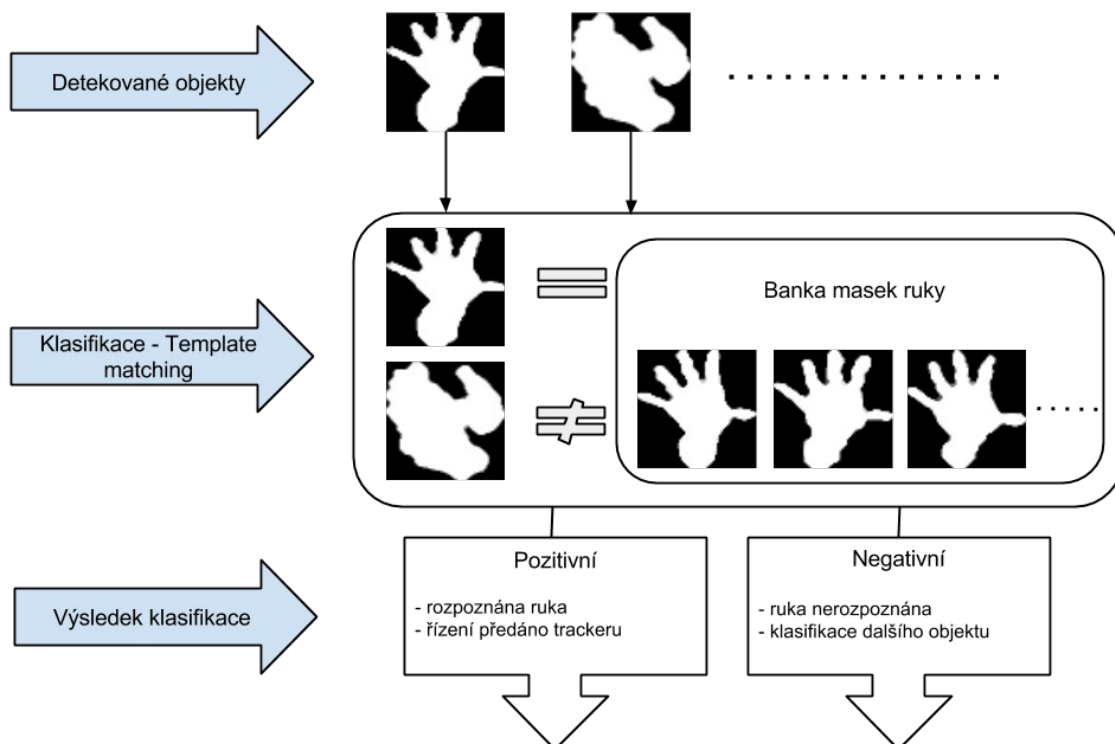 Detekované objekty
Klasifikace - Template
matching
Banka masek ruky
Výsledek klasifikace
Pozitivní
- rozpoznána ruka
- řízení předáno trackeru
Negativní
- ruka nerozpoznána
- klasifikace dalšího objektu